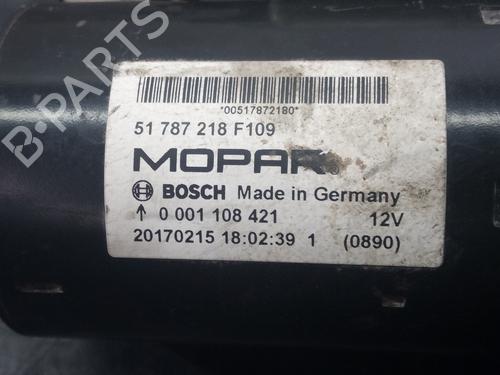 *00517872180*
51 787 218 F109
MOPAR
BOSCH Made in Germany
↑ 0 001 108 421 12V
20170215 18:02:39 1 (0890)
B-PARTS